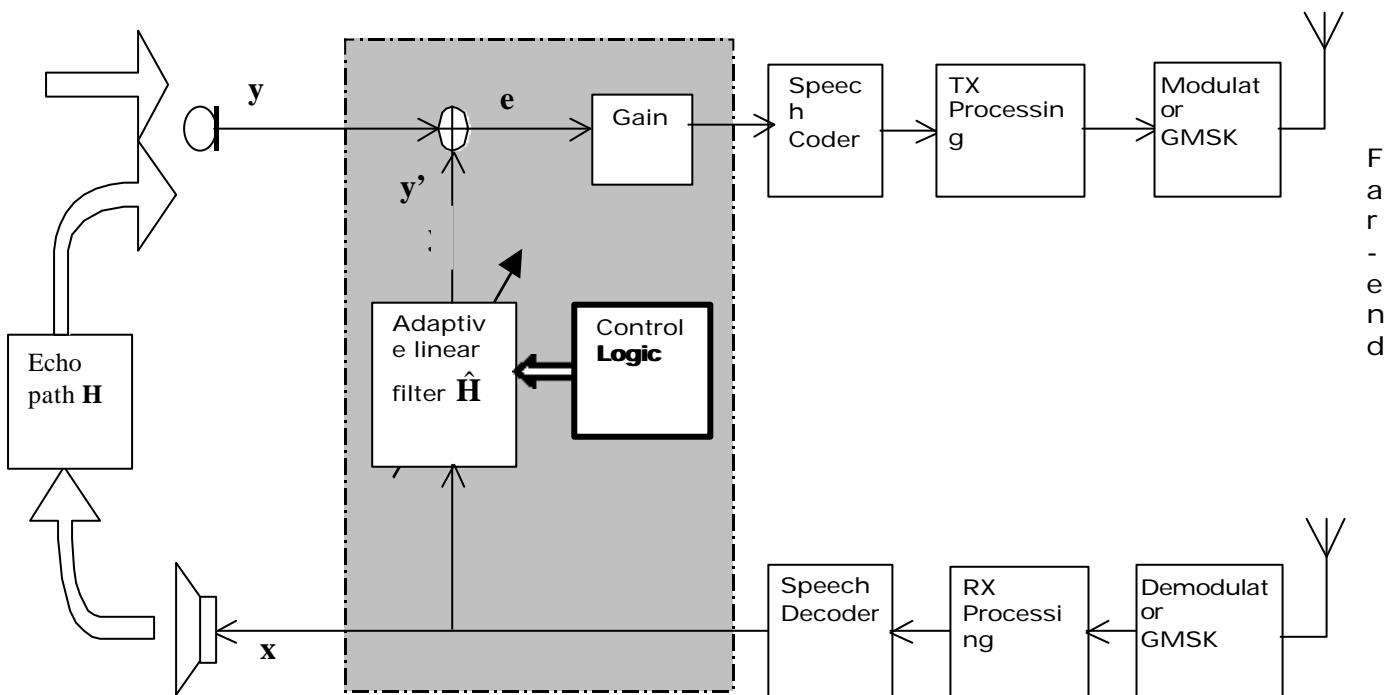 y
e
Gain
Speec
h
Coder
TX
Processin
g
Modulat
or
GMSK
F
a
r
-
e
n
d
y’
:
Adaptiv
e linear
filter Ĥ
Control
Logic
Echo
path H
x
Speech
Decoder
RX
Processi
ng
Demodulat
or
GMSK